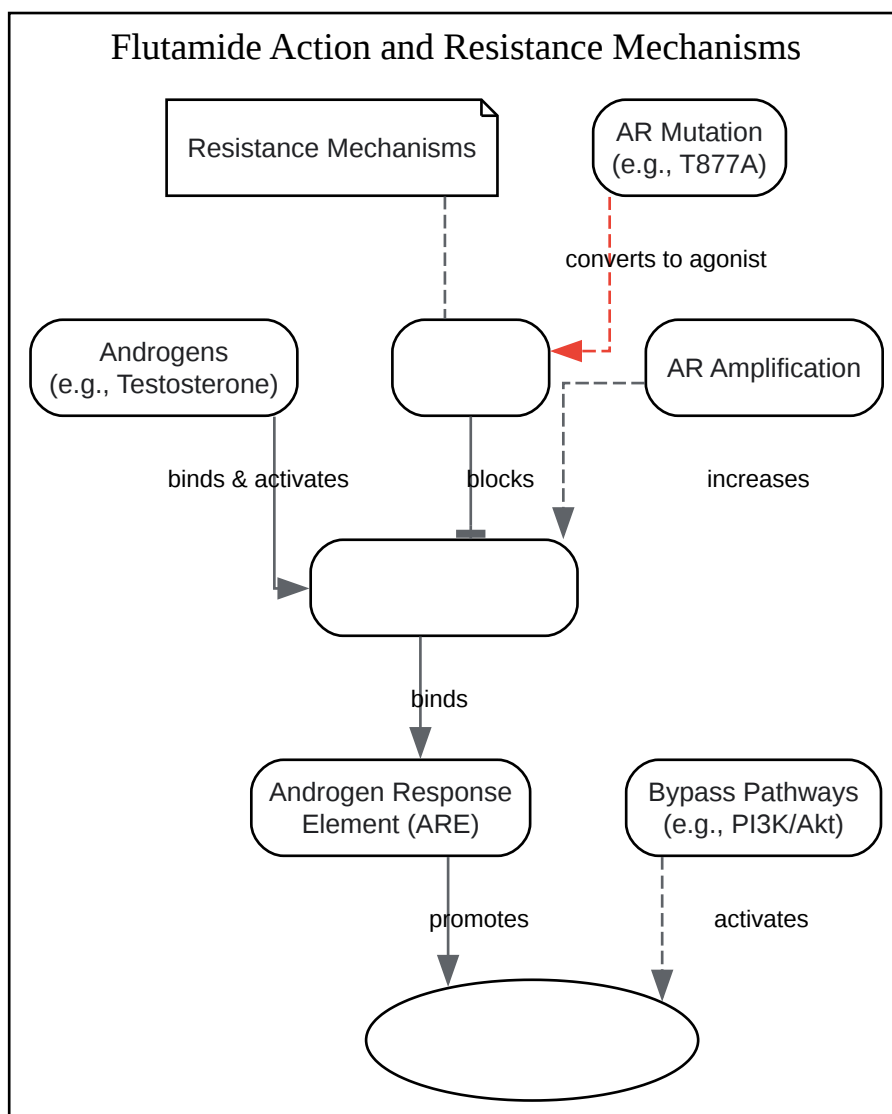 Flutamide Action and Resistance Mechanisms
Resistance Mechanisms
AR Mutation
(e.g., T877A)
converts to agonist
Androgens
(e.g., Testosterone)
AR Amplification
binds & activates
blocks
increases
binds
Androgen Response
Element (ARE)
Bypass Pathways
(e.g., PI3K/Akt)
promotes
activates